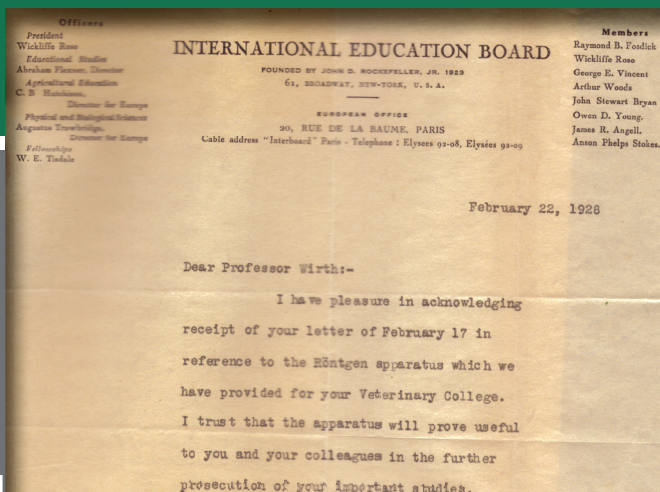 Officers
President
Wickliffe Rose
Educational Studies
Abraham Flexner, Director
Agricultural Education
C. B Hutchison,
Director for Europe
Physical and Biological Sciences
Augustus Trowbridge,
Director for Europe
Fellowships
W. E. Tisdale
INTERNATIONAL EDUCATION BOARD
FOUNDED BY JOHN D. ROCKEFELLER, JR. 1923
61, BROADWAY, NEW-YORK, U. S. A.
EUROPEAN OFFICE
20, RUE DE LA BAUME, PARIS
Cable address "Interboard" Paris - Telephone : Elysees 92-08, Elysées 92-09
Members
Raymond B. Fosdick
Wickliffe Rose
George E. Vincent
Arthur Woods
John Stewart Bryan
Owen D. Young.
James R. Angell.
Anson Phelps Stokes.
February 22, 1928
Dear Professor Wirth:-
I have pleasure in acknowledging
receipt of your letter of February 17 in
reference to the Röntgen apparatus which we
have provided for your Veterinary College.
I trust that the apparatus will prove useful
to you and your colleagues in the further
prosecution of your important studies.